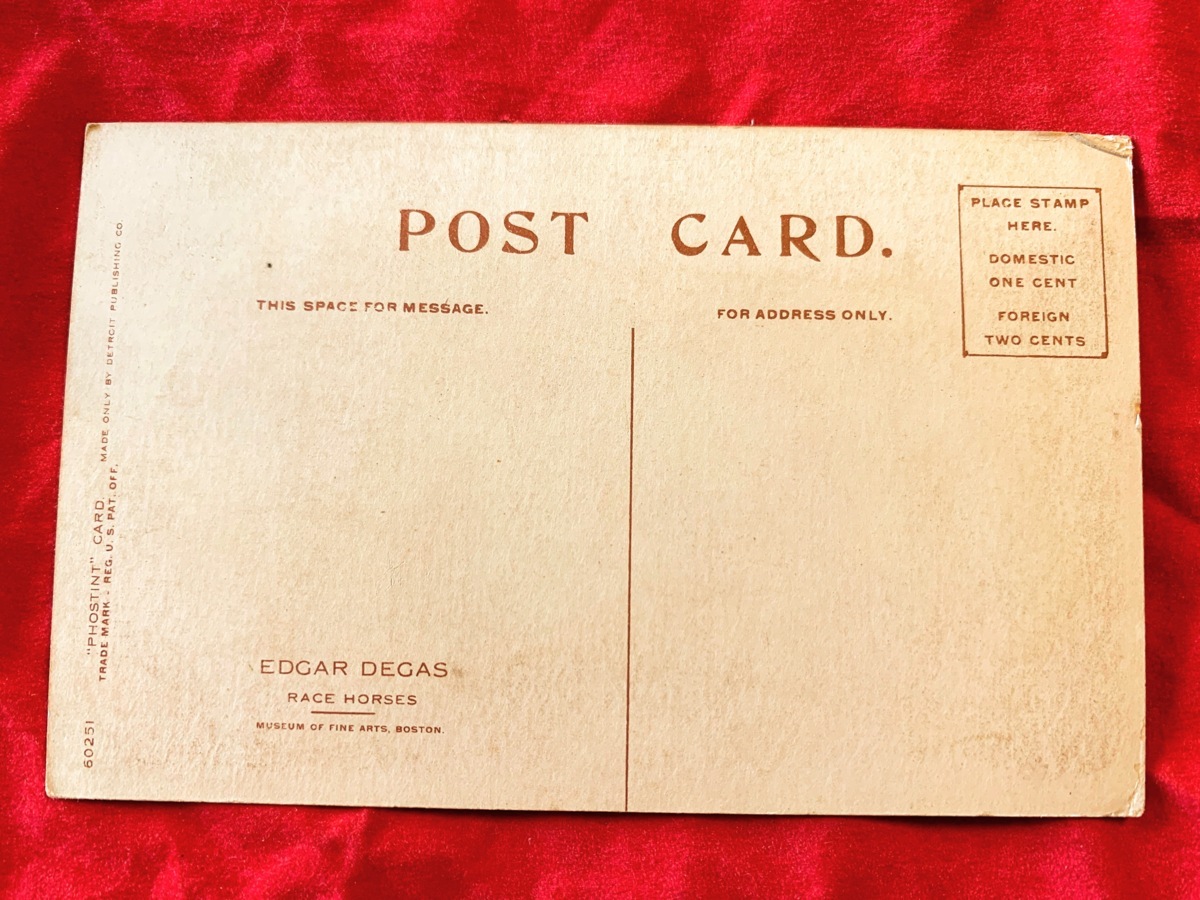 POST CARD.
THIS SPACE FOR MESSAGE.
FOR ADDRESS ONLY.
PLACE STAMP
HERE.
DOMESTIC
ONE CENT
FOREIGN
TWO CENTS
EDGAR DEGAS
RACE HORSES
MUSEUM OF FINE ARTS, BOSTON.
60251
"PHOSTINT" CARD. MADE ONLY BY DETROIT PUBLISHING CO.
TRADE MARK - REG. U. S. PAT. OFF.